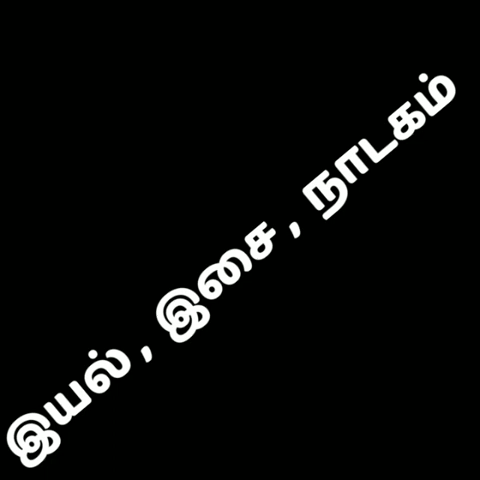 இயல் , இசை , நாடகம்